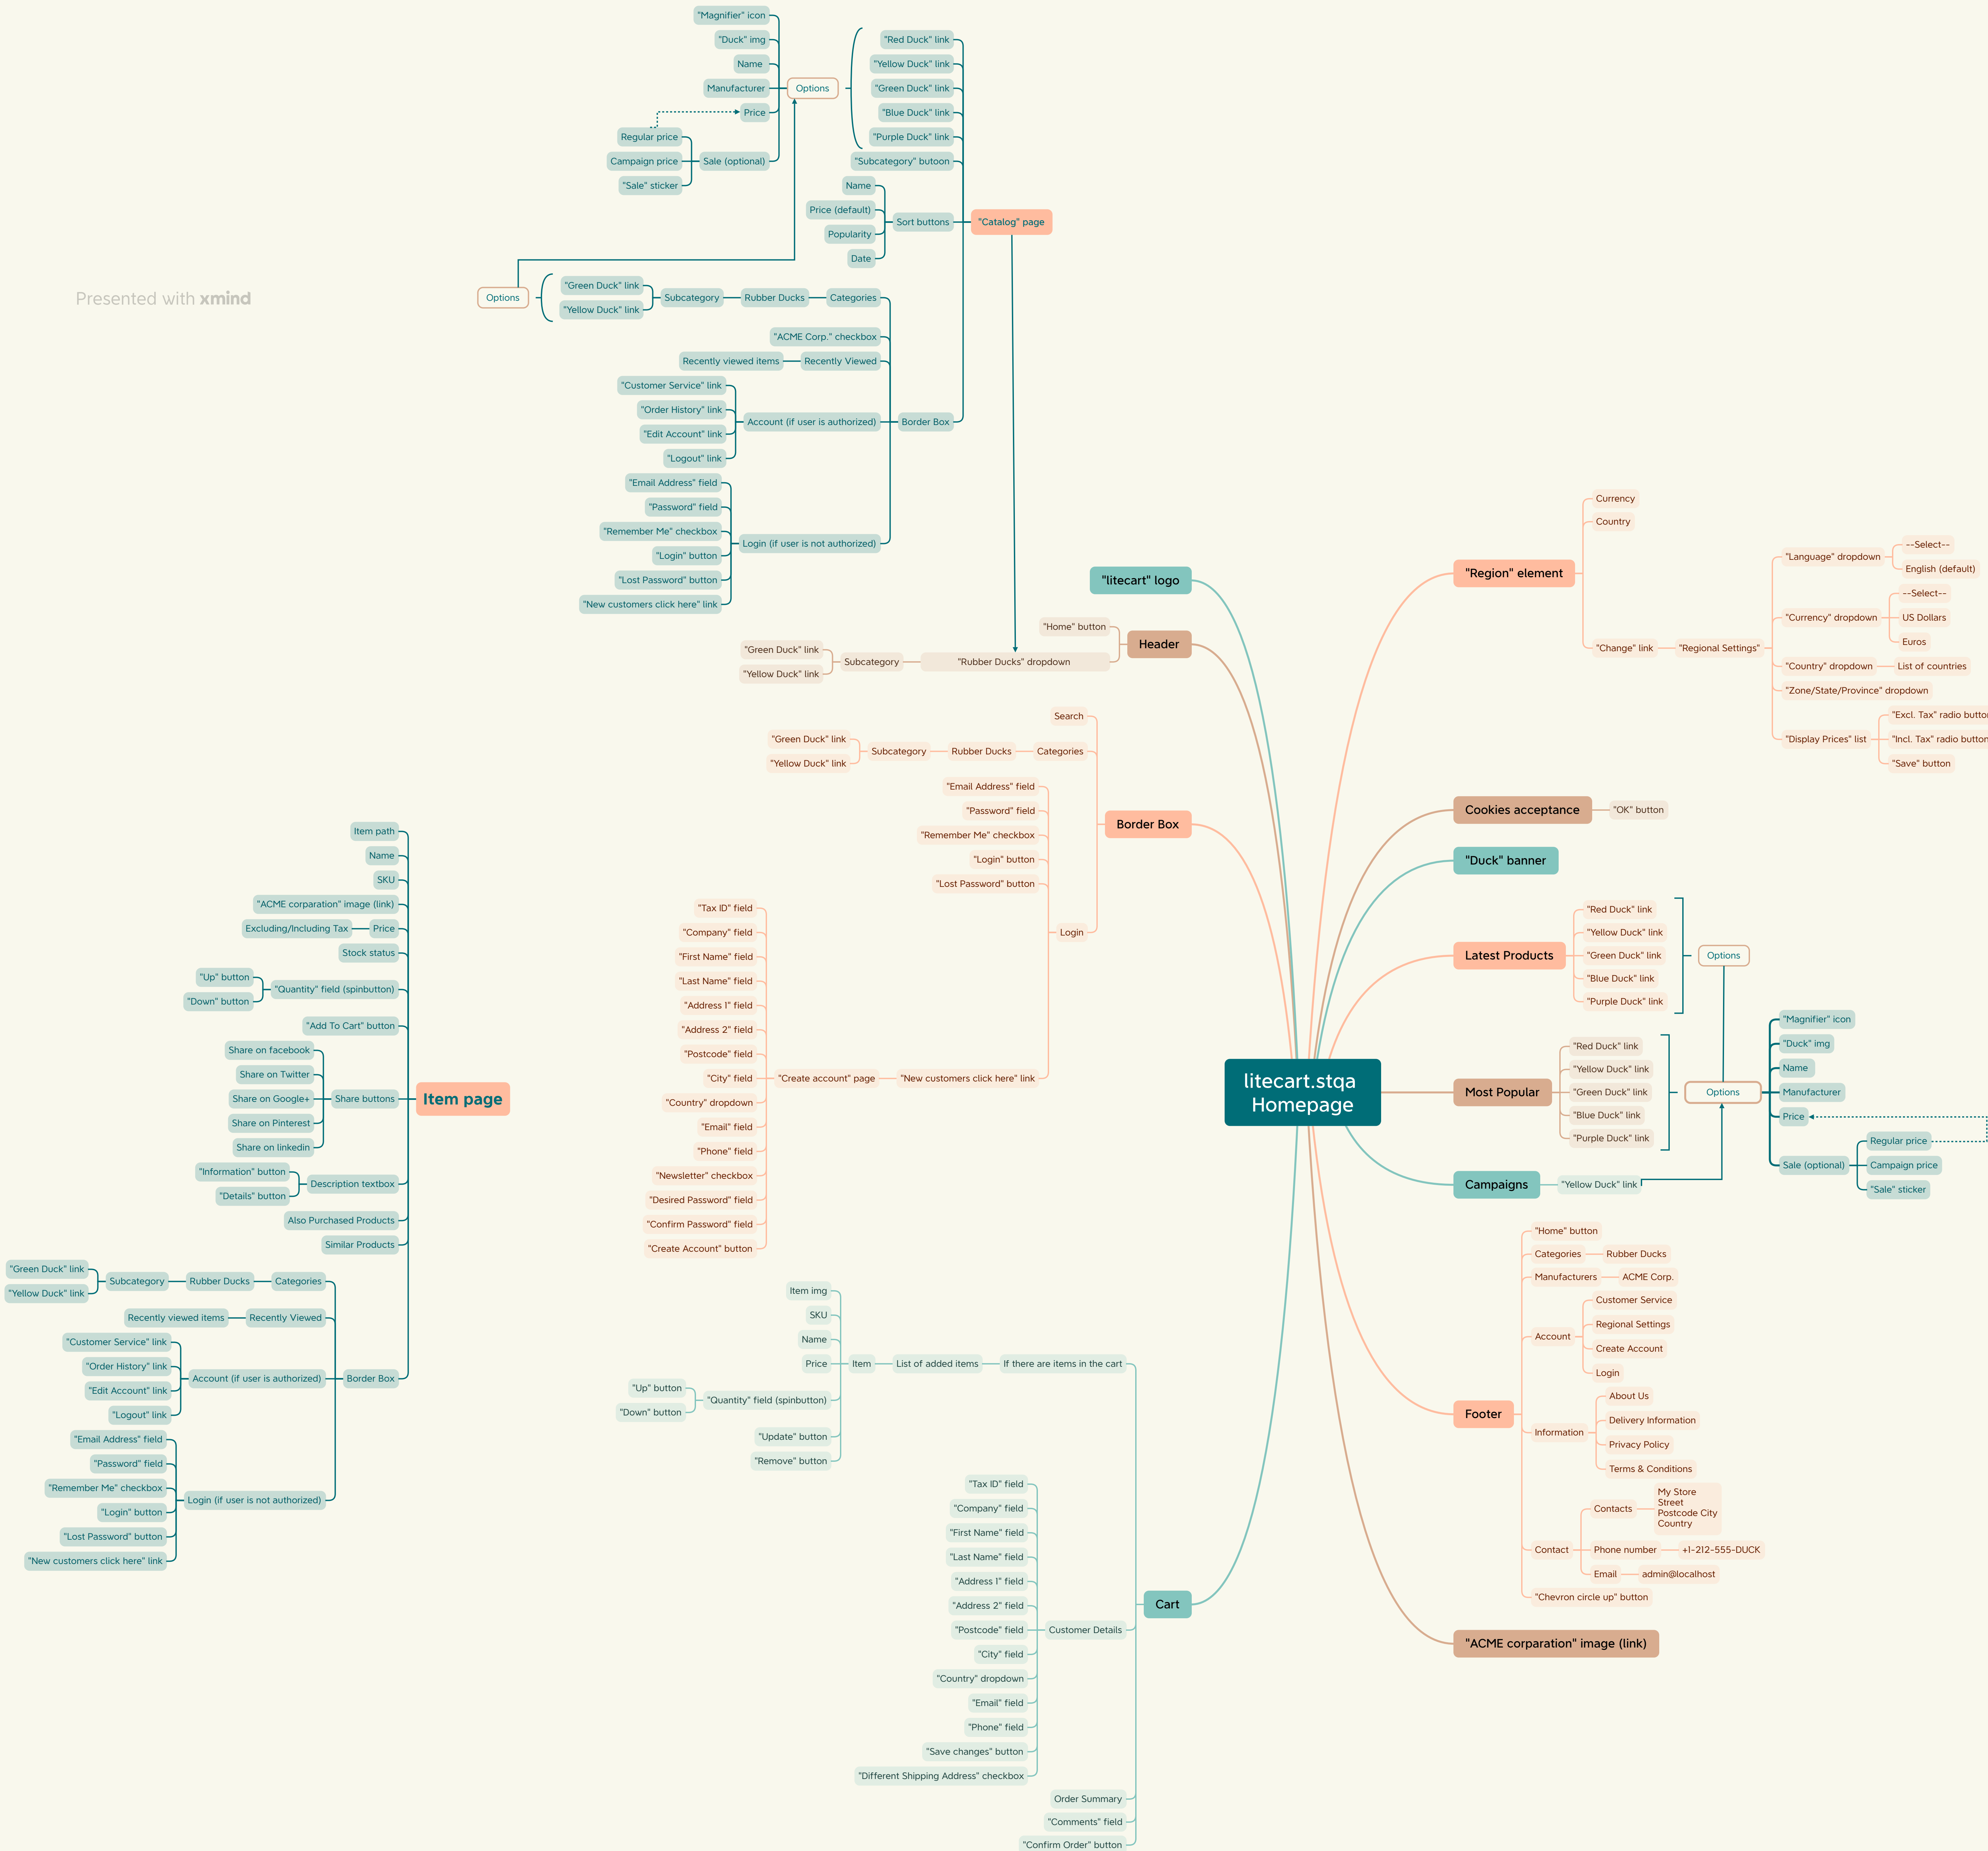 "Magnifier" icon
"Duck" img
Name
Manufacturer
Price
Regular price
Campaign price
"Sale" sticker
Sale (optional)
Options
"Red Duck" link
"Yellow Duck" link
"Green Duck" link
"Blue Duck" link
"Purple Duck" link
"Subcategory" butoon
Name
Price (default)
Popularity
Date
Sort buttons
"Catalog" page
Presented with xmind
Options
"Green Duck" link
"Yellow Duck" link
Subcategory
Rubber Ducks
Categories
"ACME Corp." checkbox
Recently viewed items
Recently Viewed
"Customer Service" link
"Order History" link
"Edit Account" link
"Logout" link
Account (if user is authorized)
Border Box
"Email Address" field
"Password" field
"Remember Me" checkbox
"Login" button
"Lost Password" button
"New customers click here" link
Login (if user is not authorized)
"litecart" logo
"Home" button
Header
"Green Duck" link
"Yellow Duck" link
Subcategory
"Rubber Ducks" dropdown
Search
"Green Duck" link
"Yellow Duck" link
Subcategory
Rubber Ducks
Categories
Border Box
"Email Address" field
"Password" field
"Remember Me" checkbox
"Login" button
"Lost Password" button
Login
"Tax ID" field
"Company" field
"First Name" field
"Last Name" field
"Address 1" field
"Address 2" field
"Postcode" field
"City" field
"Country" dropdown
"Email" field
"Phone" field
"Newsletter" checkbox
"Desired Password" field
"Confirm Password" field
"Create Account" button
"Create account" page
"New customers click here" link
Item path
Name
SKU
"ACME corparation" image (link)
Excluding/Including Tax
Price
Stock status
"Up" button
"Down" button
"Quantity" field (spinbutton)
"Add To Cart" button
Share on facebook
Share on Twitter
Share on Google+
Share on Pinterest
Share on linkedin
Share buttons
Item page
"Information" button
"Details" button
Description textbox
Also Purchased Products
Similar Products
"Green Duck" link
"Yellow Duck" link
Subcategory
Rubber Ducks
Categories
Recently viewed items
Recently Viewed
"Customer Service" link
"Order History" link
"Edit Account" link
"Logout" link
Account (if user is authorized)
Border Box
"Email Address" field
"Password" field
"Remember Me" checkbox
"Login" button
"Lost Password" button
"New customers click here" link
Login (if user is not authorized)
Item img
SKU
Name
Price
"Up" button
"Down" button
"Quantity" field (spinbutton)
"Update" button
"Remove" button
Item
List of added items
If there are items in the cart
"Tax ID" field
"Company" field
"First Name" field
"Last Name" field
"Address 1" field
"Address 2" field
"Postcode" field
"City" field
"Country" dropdown
"Email" field
"Phone" field
"Save changes" button
"Different Shipping Address" checkbox
Customer Details
Cart
Order Summary
"Comments" field
"Confirm Order" button
litecart.stqa
Homepage
"Region" element
Currency
Country
"Change" link
"Regional Settings"
"Language" dropdown
--Select--
English (default)
"Currency" dropdown
--Select--
US Dollars
Euros
"Country" dropdown
List of countries
"Zone/State/Province" dropdown
"Display Prices" list
"Excl. Tax" radio button
"Incl. Tax" radio button
"Save" button
Cookies acceptance
"OK" button
"Duck" banner
Latest Products
"Red Duck" link
"Yellow Duck" link
"Green Duck" link
"Blue Duck" link
"Purple Duck" link
Options
Most Popular
"Red Duck" link
"Yellow Duck" link
"Green Duck" link
"Blue Duck" link
"Purple Duck" link
Options
"Magnifier" icon
"Duck" img
Name
Manufacturer
Price
Sale (optional)
Regular price
Campaign price
"Sale" sticker
Campaigns
"Yellow Duck" link
Footer
"Home" button
Categories
Rubber Ducks
Manufacturers
ACME Corp.
Account
Customer Service
Regional Settings
Create Account
Login
Information
About Us
Delivery Information
Privacy Policy
Terms & Conditions
Contact
Contacts
My Store
Street
Postcode City
Country
Phone number
+1-212-555-DUCK
Email
admin@localhost
"Chevron circle up" button
"ACME corparation" image (link)